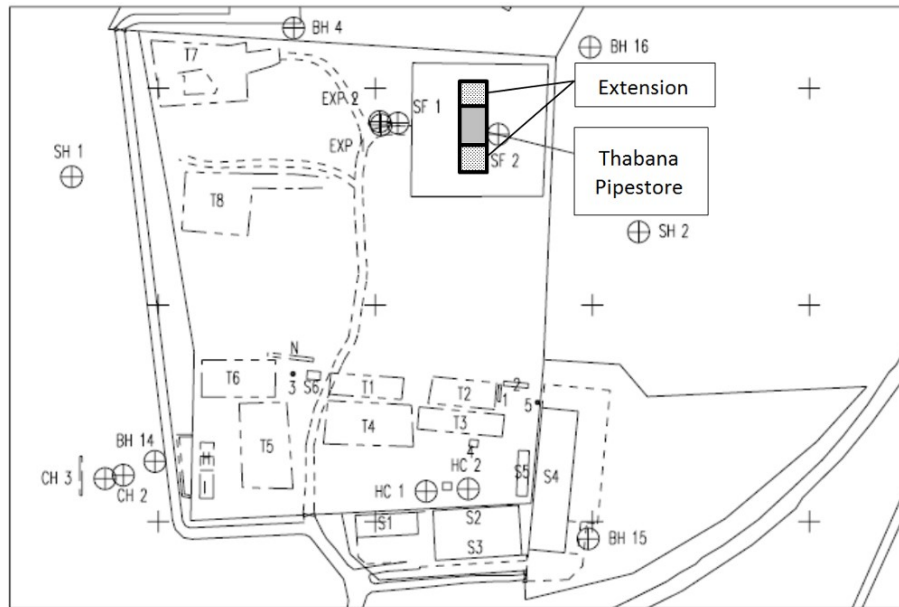 BH 4
BH 16
T7
Extension
EXP 2
SF 1
EXP
SF 2
Thabana
Pipestore
SH 1
T8
SH 2
N
T6
3
S6
T1
T2
1
2
5
T5
T4
T3
4
S5
S4
BH 14
H
I
CH 3
CH 2
HC 1
HC 2
S1
S2
S3
BH 15